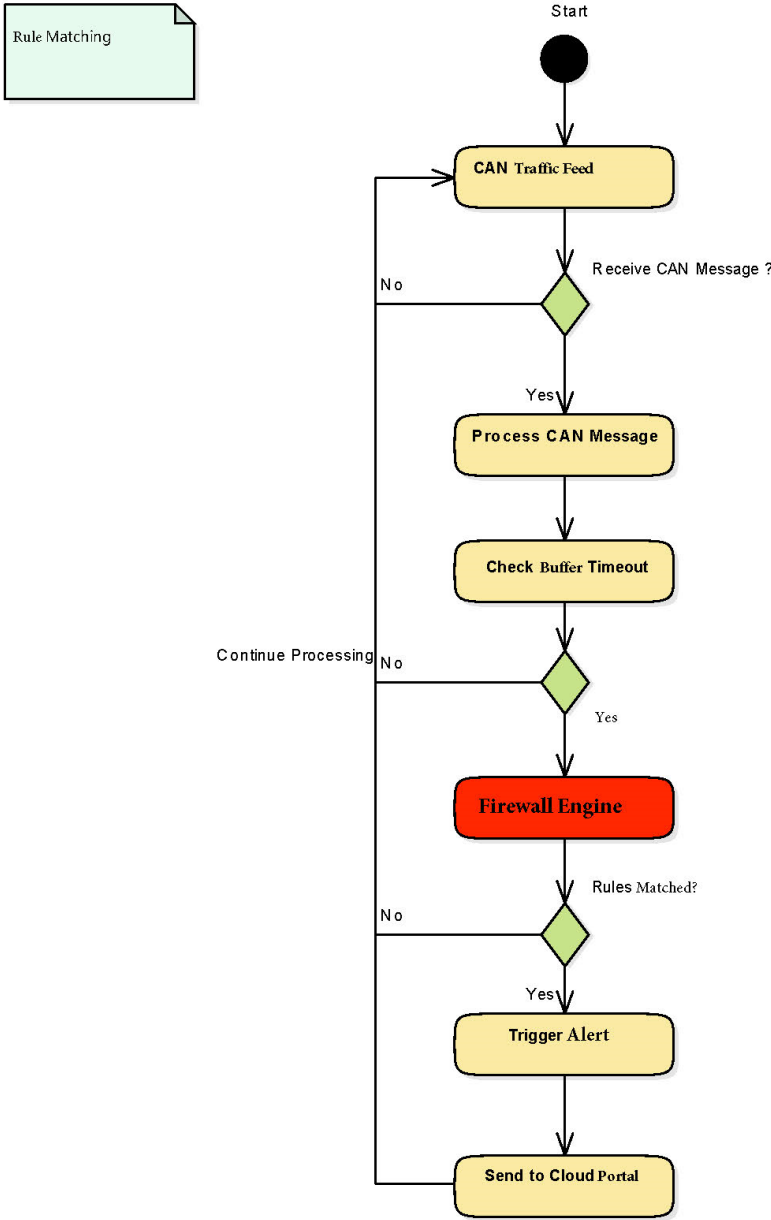 Start
Rule Matching
CAN Traffic Feed
Receive CAN Message ?
No
Yes
Process CAN Message
Check Buffer Timeout
Continue Processing
No
Yes
Firewall Engine
Rules Matched?
No
Yes
Trigger Alert
Send to Cloud Portal